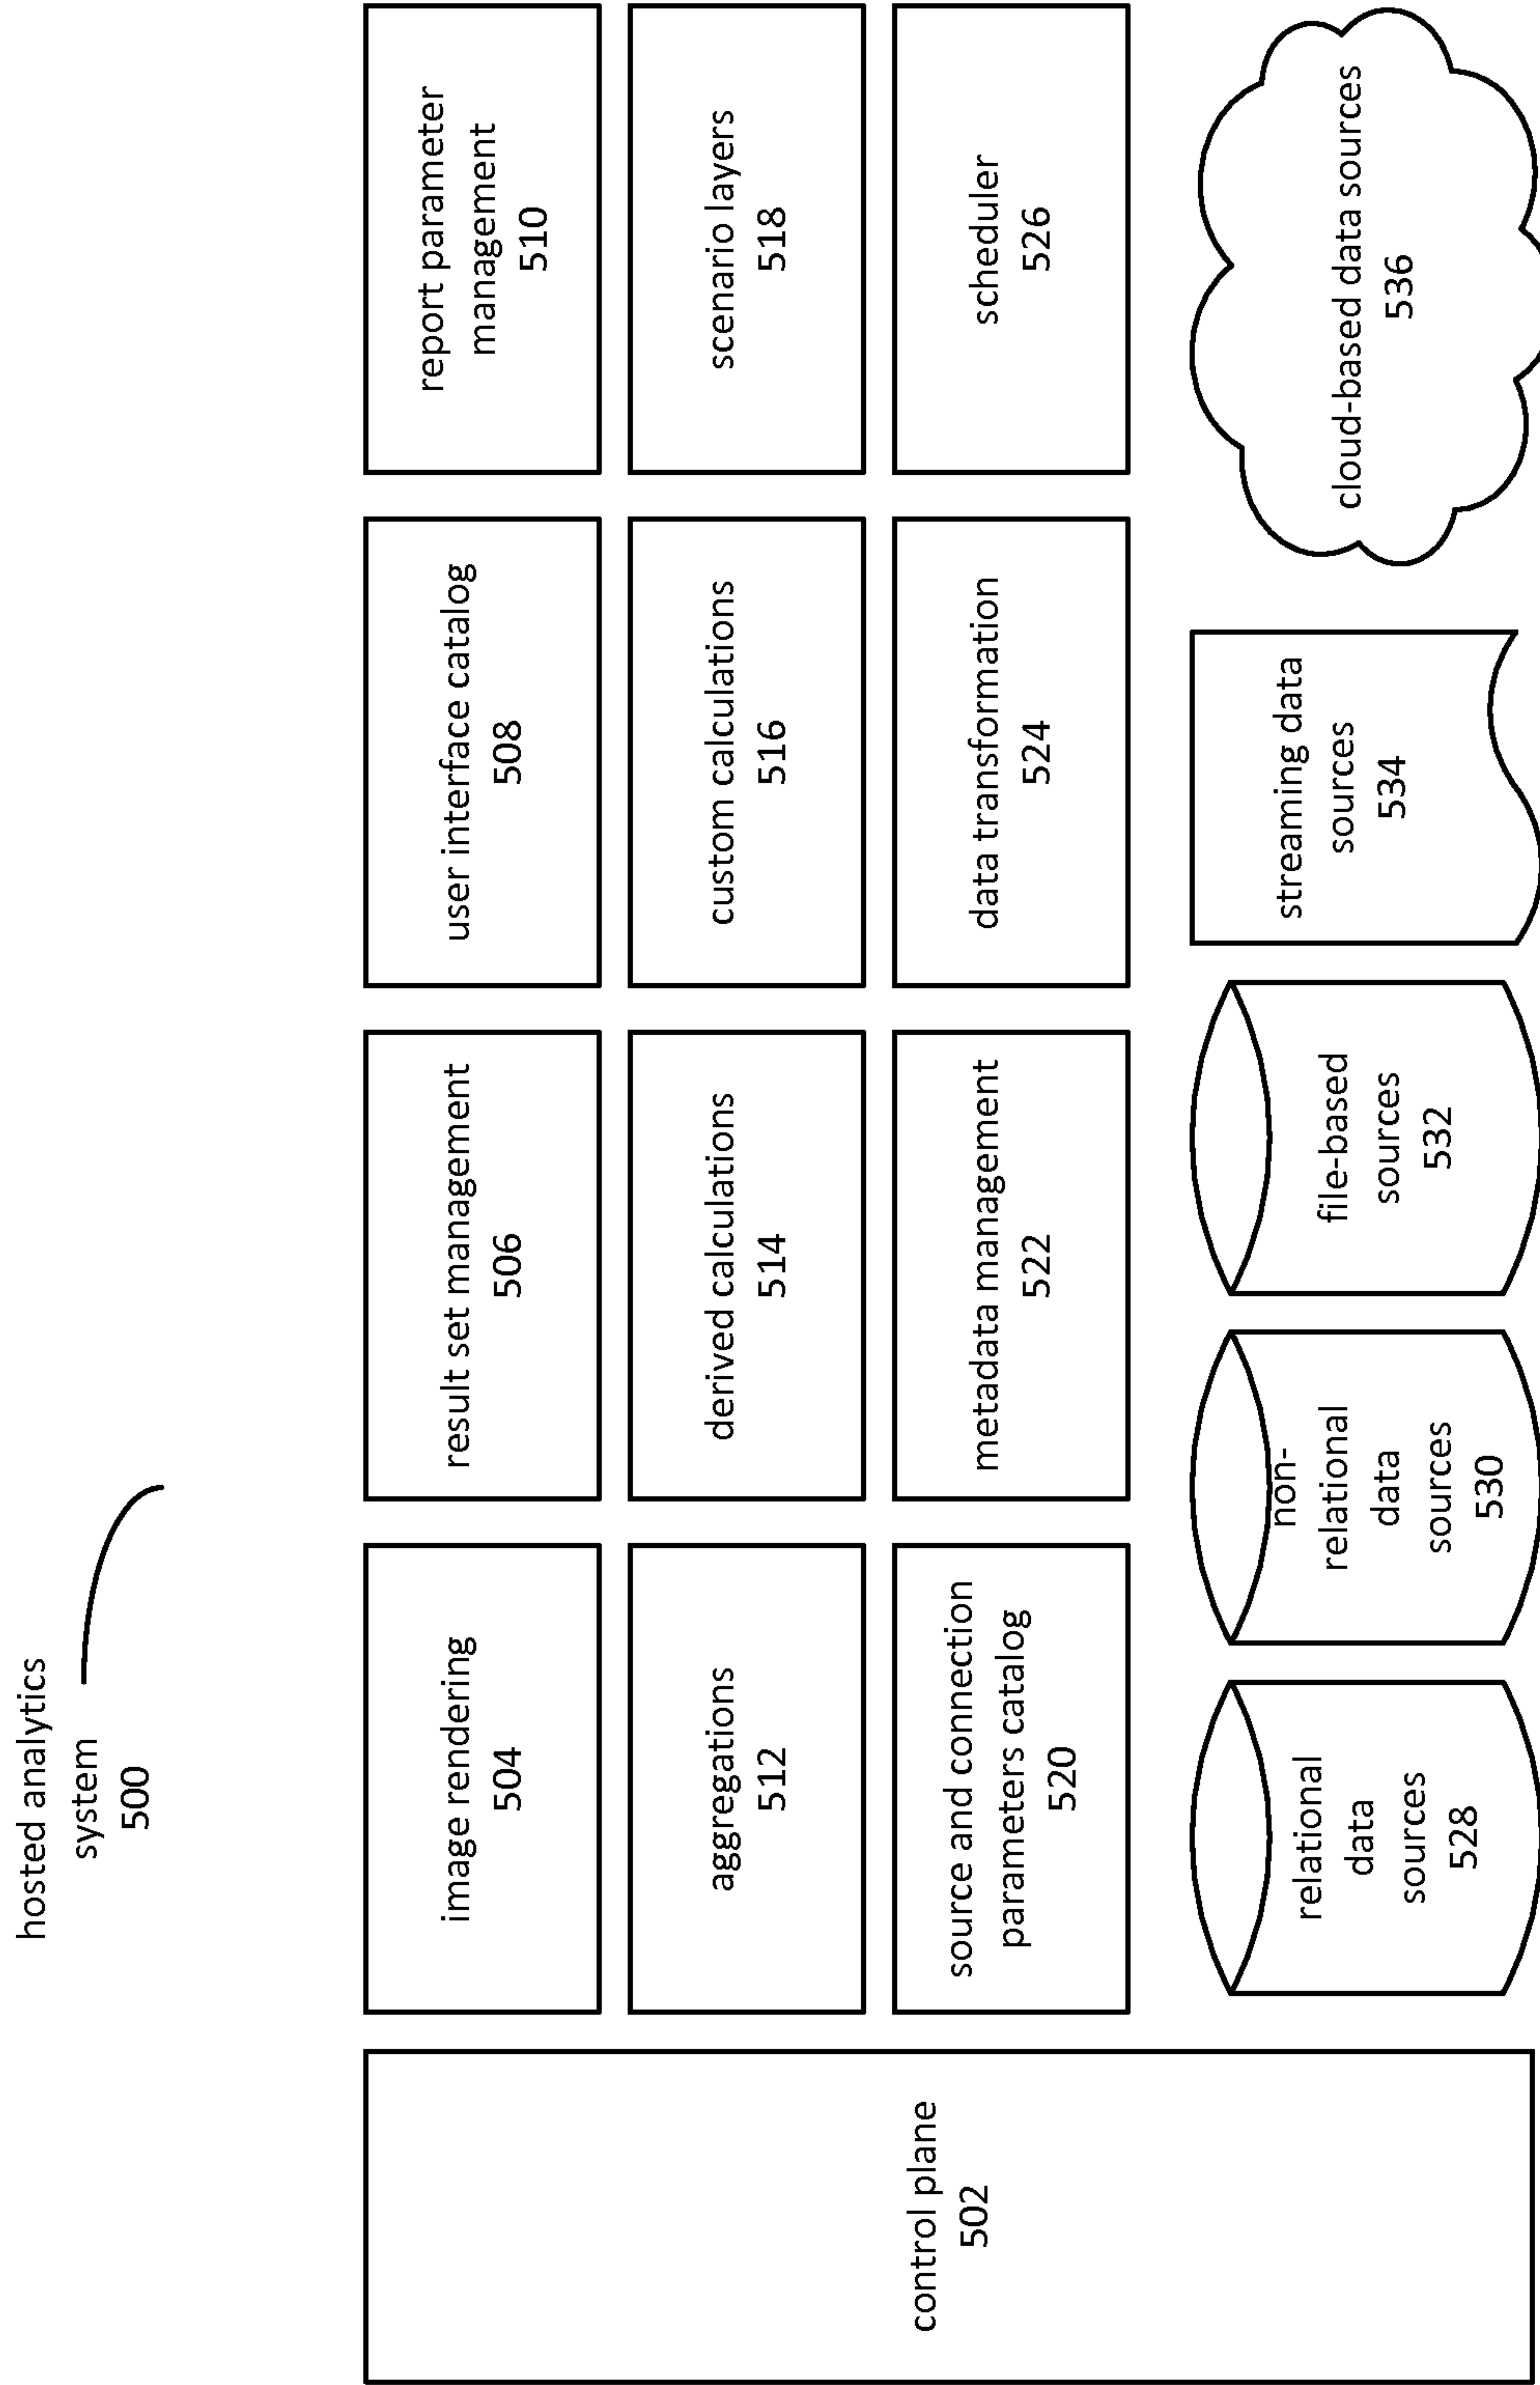 hosted analytics
system
500
control plane
502
image rendering
504
result set management
506
user interface catalog
508
report parameter
management
510
aggregations
512
derived calculations
514
custom calculations
516
scenario layers
518
source and connection
parameters catalog
520
metadata management
522
data transformation
524
scheduler
526
relational
data
sources
528
non-
relational
data
sources
530
file-based
sources
532
streaming data
sources
534
cloud-based data sources
536